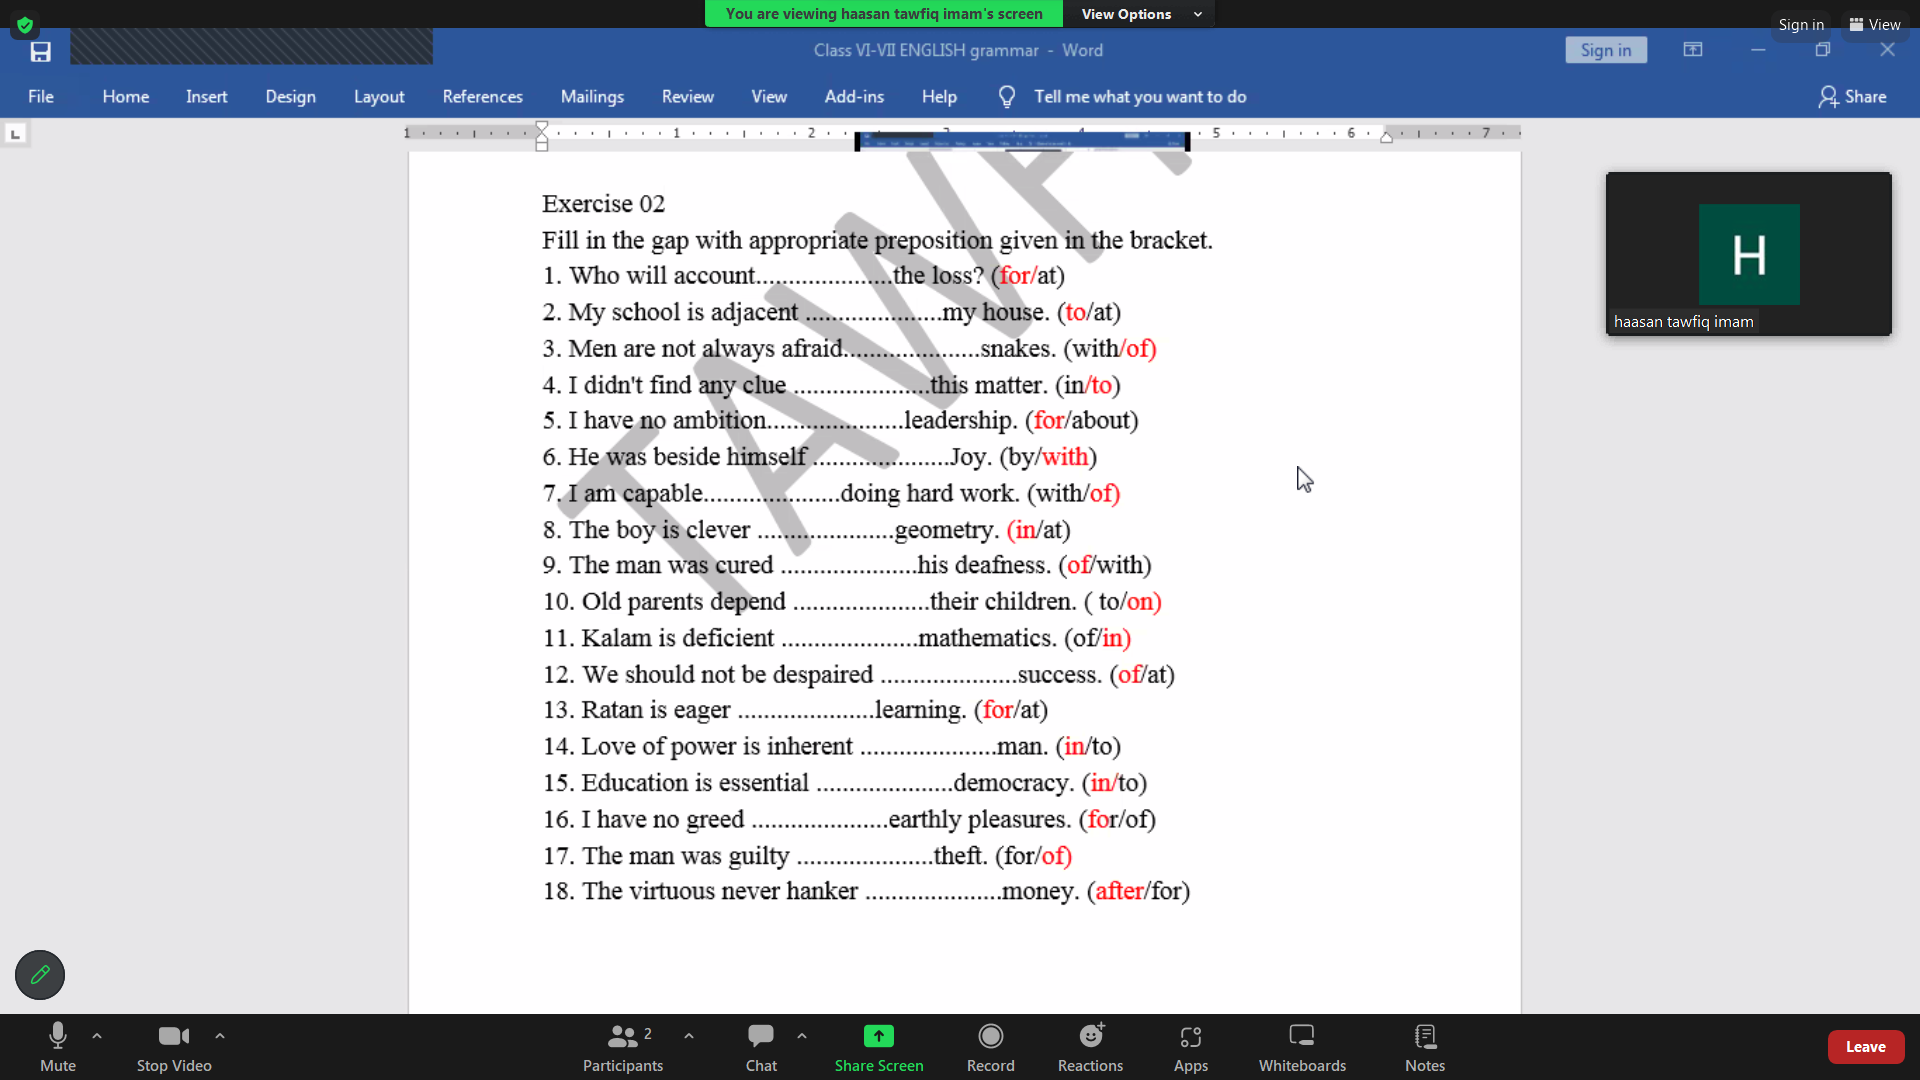 You are viewing haasan tawfiq imam's screen
View Options
Sign in
View
Class VI-VII ENGLISH grammar - Word
Sign in
File Home Insert Design Layout References Mailings Review View Add-ins Help Tell me what you want to do Share
1 1 2 3 4 5 6 7
Exercise 02
Fill in the gap with appropriate preposition given in the bracket.
1. Who will account.....................the loss? (for/at)
2. My school is adjacent .....................my house. (to/at)
3. Men are not always afraid.....................snakes. (with/of)
4. I didn't find any clue .....................this matter. (in/to)
5. I have no ambition.....................leadership. (for/about)
6. He was beside himself .....................Joy. (by/with)
7. I am capable.....................doing hard work. (with/of)
8. The boy is clever .....................geometry. (in/at)
9. The man was cured .....................his deafness. (of/with)
10. Old parents depend .....................their children. ( to/on)
11. Kalam is deficient .....................mathematics. (of/in)
12. We should not be despaired .....................success. (of/at)
13. Ratan is eager .....................learning. (for/at)
14. Love of power is inherent .....................man. (in/to)
15. Education is essential .....................democracy. (in/to)
16. I have no greed .....................earthly pleasures. (for/of)
17. The man was guilty .....................theft. (for/of)
18. The virtuous never hanker .....................money. (after/for)
H
haasan tawfiq imam
Mute Stop Video Participants 2 Chat Share Screen Record Reactions Apps Whiteboards Notes Leave